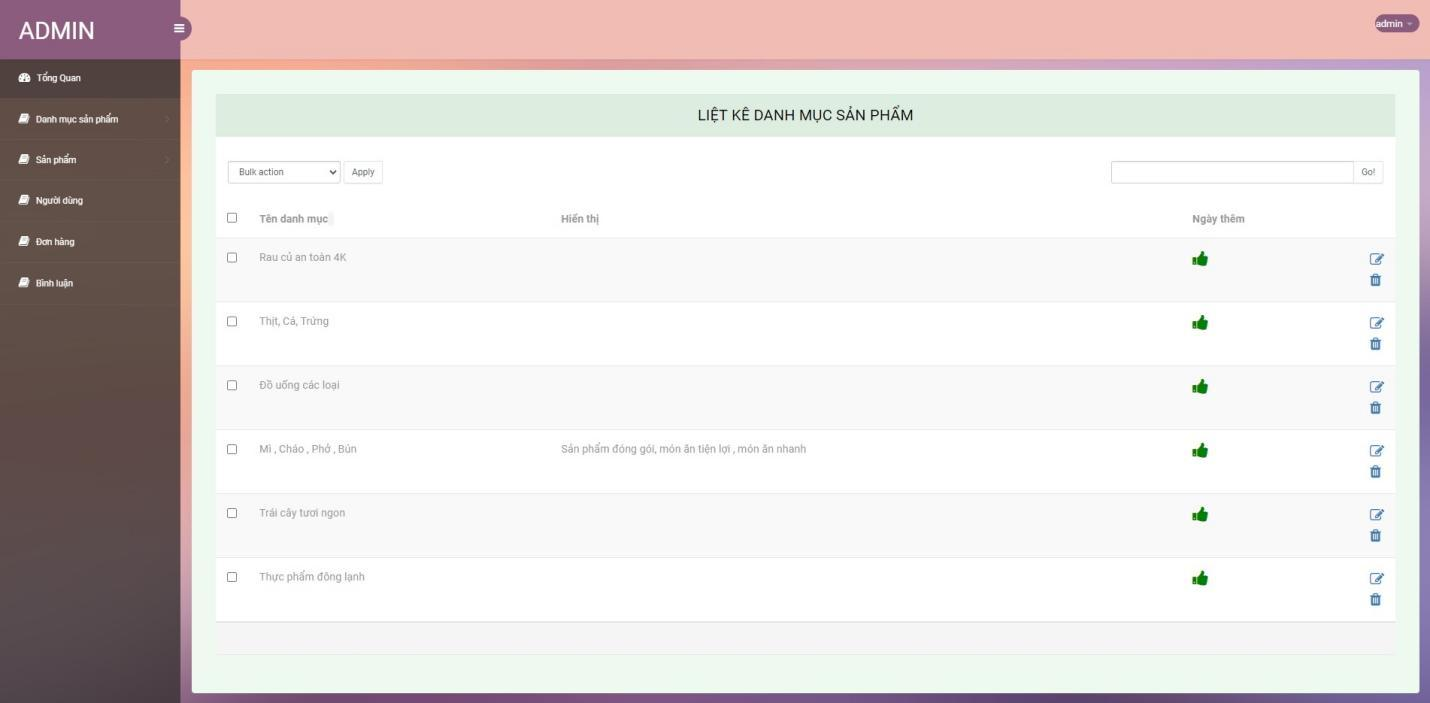 ADMIN
admin
Tổng Quan
Danh mục sản phẩm
Sản phẩm
Người dùng
Đơn hàng
Bình luận
LIỆT KÊ DANH MỤC SẢN PHẨM
Bulk action Apply Go!
Tên danh mục Hiển thị Ngày thêm
Rau củ an toàn 4K
Thịt, Cá, Trứng
Đồ uống các loại
Mì , Cháo , Phở , Bún Sản phẩm đóng gói, món ăn tiện lợi , món ăn nhanh
Trái cây tươi ngon
Thực phẩm đông lạnh